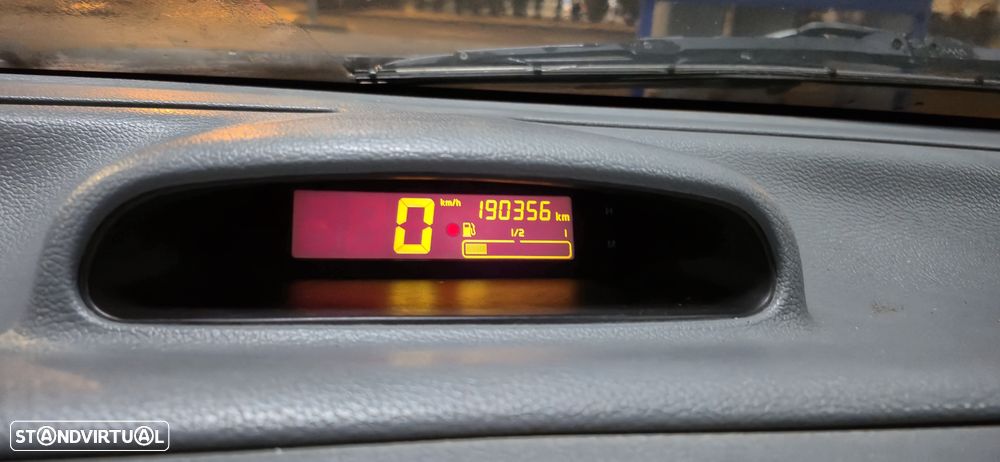 0 km/h 190356 km H
1/2 1 M
STANDVIRTUAL